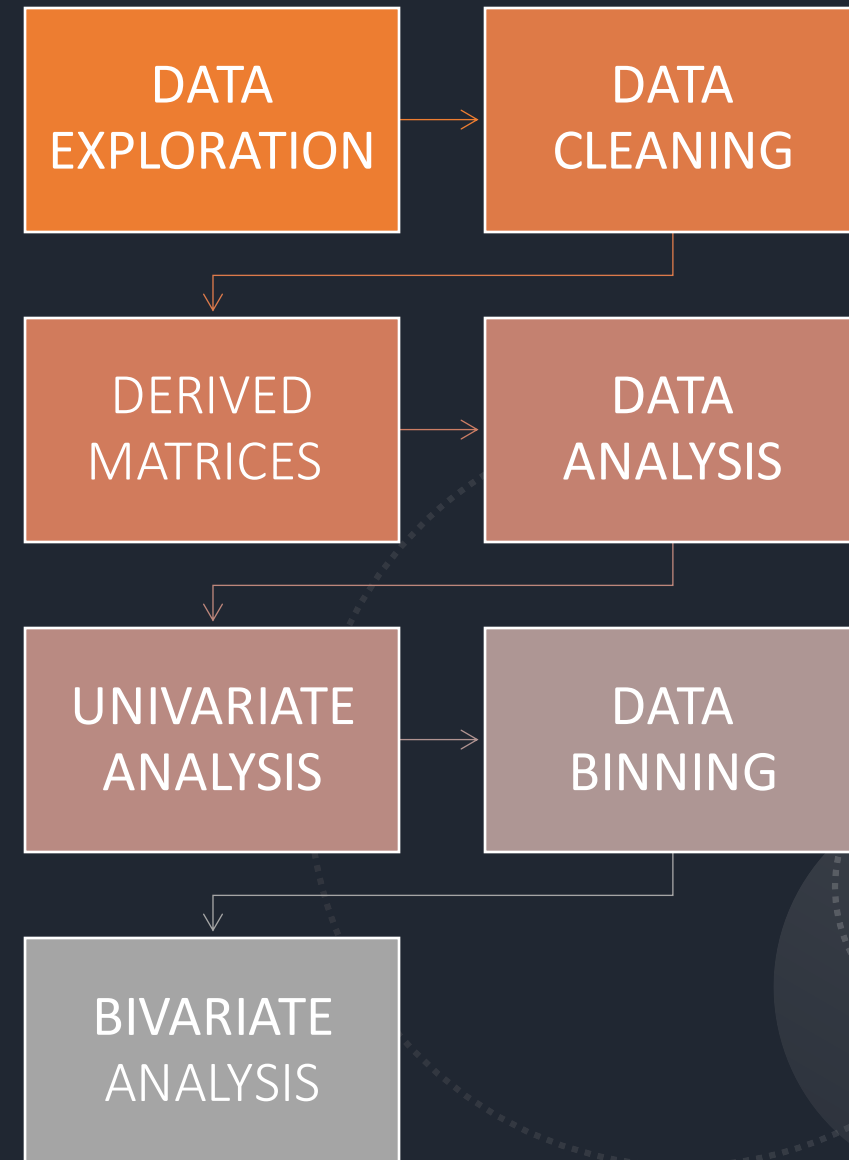 DATA
EXPLORATION
DATA
CLEANING
DERIVED
MATRICES
DATA
ANALYSIS
UNIVARIATE
ANALYSIS
DATA
BINNING
BIVARIATE
ANALYSIS